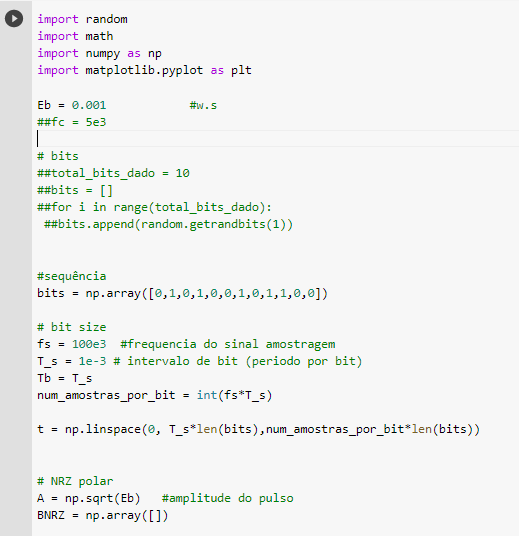 import random
import math
import numpy as np
import matplotlib.pyplot as plt
Eb = 0.001 #w.s
##fc = 5e3
# bits
##total_bits_dado = 10
##bits = []
##for i in range(total_bits_dado):
##bits.append(random.getrandbits(1))
#sequência
bits = np.array([0,1,0,1,0,0,1,0,1,1,0,0])
# bit size
fs = 100e3 #frequencia do sinal amostragem
T_s = 1e-3 # intervalo de bit (periodo por bit)
Tb = T_s
num_amostras_por_bit = int(fs*T_s)
t = np.linspace(0, T_s*len(bits),num_amostras_por_bit*len(bits))
# NRZ polar
A = np.sqrt(Eb) #amplitude do pulso
BNRZ = np.array([])